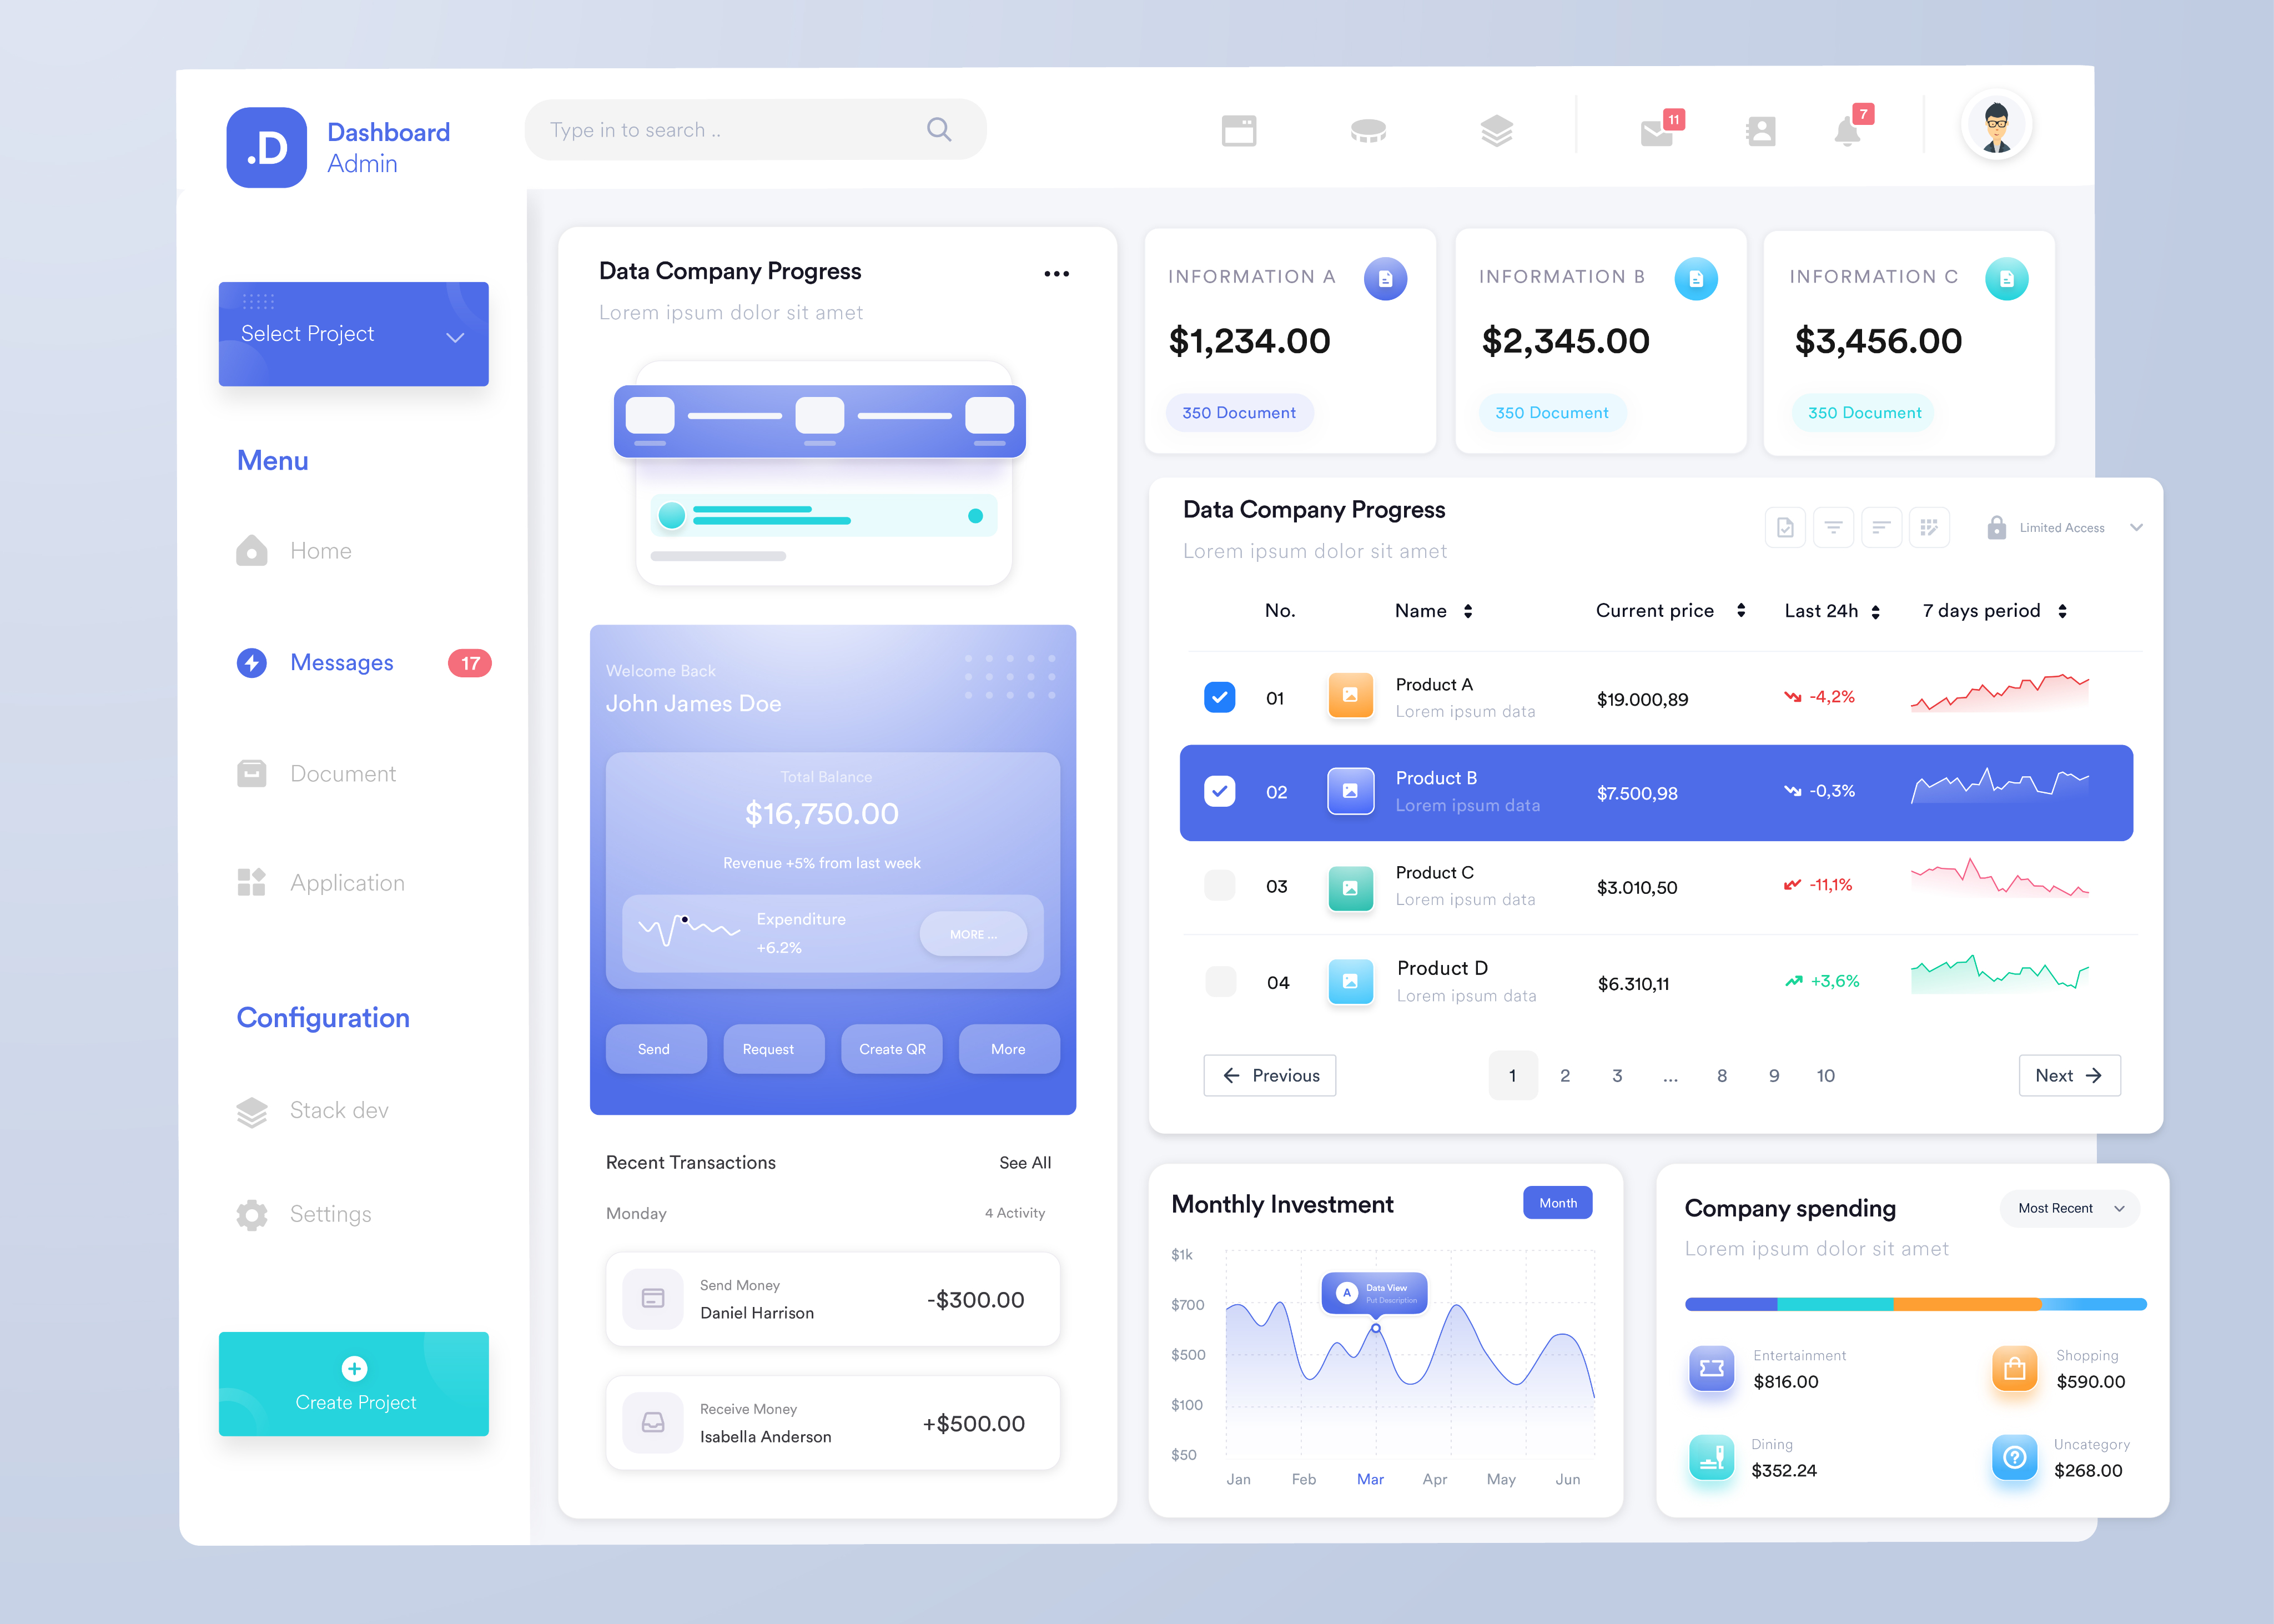 .D
Dashboard
Admin
Type in to search ..
11
7
Select Project
Menu
Home
Messages 17
Document
Application
Configuration
Stack dev
Settings
Create Project
Data Company Progress
Lorem ipsum dolor sit amet
Welcome Back
John James Doe
Total Balance
$16,750.00
Revenue +5% from last week
Expenditure
+6.2%
MORE ...
Send Request Create QR More
Recent Transactions See All
Monday 4 Activity
Send Money
Daniel Harrison
-$300.00
Receive Money
Isabella Anderson
+$500.00
INFORMATION A
$1,234.00
350 Document
INFORMATION B
$2,345.00
350 Document
INFORMATION C
$3,456.00
350 Document
Data Company Progress
Lorem ipsum dolor sit amet
Limited Access
No. Name Current price Last 24h 7 days period
01 Product A $19.000,89 -4,2%
Lorem ipsum data
02 Product B $7.500,98 -0,3%
Lorem ipsum data
03 Product C $3.010,50 -11,1%
Lorem ipsum data
04 Product D $6.310,11 +3,6%
Lorem ipsum data
Previous 1 2 3 ... 8 9 10 Next
Monthly Investment Month
$1k
$700
$500
$100
$50
A Data View
Put Description
Jan Feb Mar Apr May Jun
Company spending Most Recent
Lorem ipsum dolor sit amet
Entertainment
$816.00
Shopping
$590.00
Dining
$352.24
Uncategory
$268.00